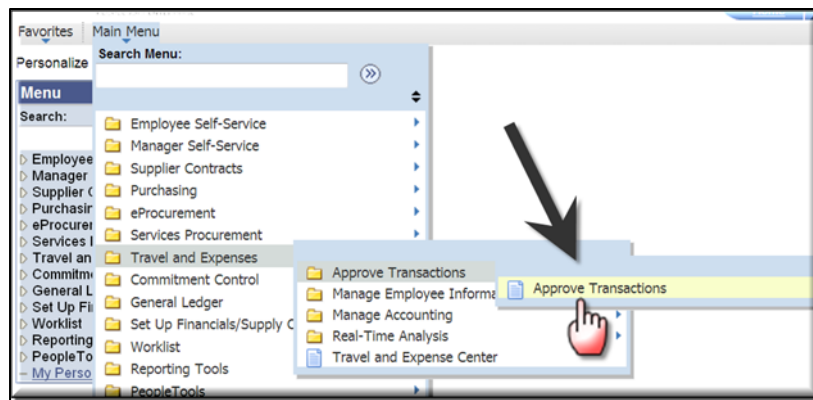 Favorites Main Menu
Personalize
Search Menu:
Menu
Search:
Employee
Manager
Supplier
Purchasin
eProcurer
Services
Travel an
Commitm
General L
Set Up Fi
Worklist
Reporting
PeopleTo
My Perso
Employee Self-Service
Manager Self-Service
Supplier Contracts
Purchasing
eProcurement
Services Procurement
Travel and Expenses
Commitment Control
General Ledger
Set Up Financials/Supply C
Worklist
Reporting Tools
PeopleTools
Approve Transactions
Manage Employee Informa
Manage Accounting
Real-Time Analysis
Travel and Expense Center
Approve Transactions